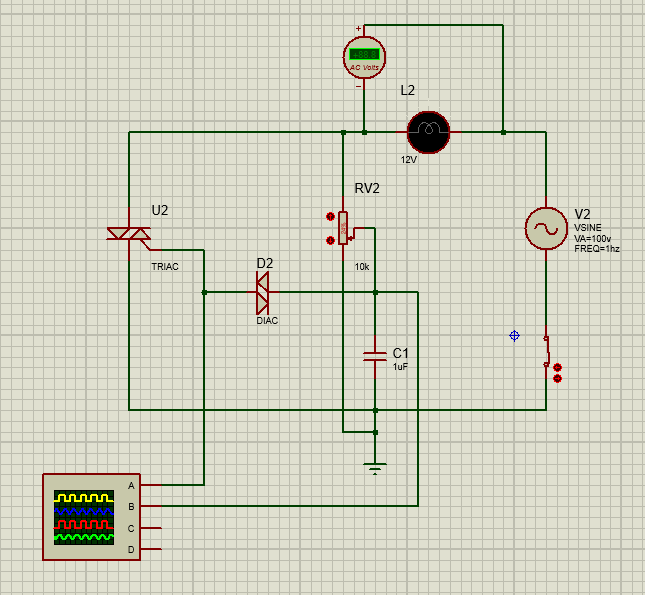 +
AC Volts
−
L2
12V
RV2
10k
U2
TRIAC
V2
VSINE
VA=100v
FREQ=1hz
D2
DIAC
C1
1uF
A
B
C
D